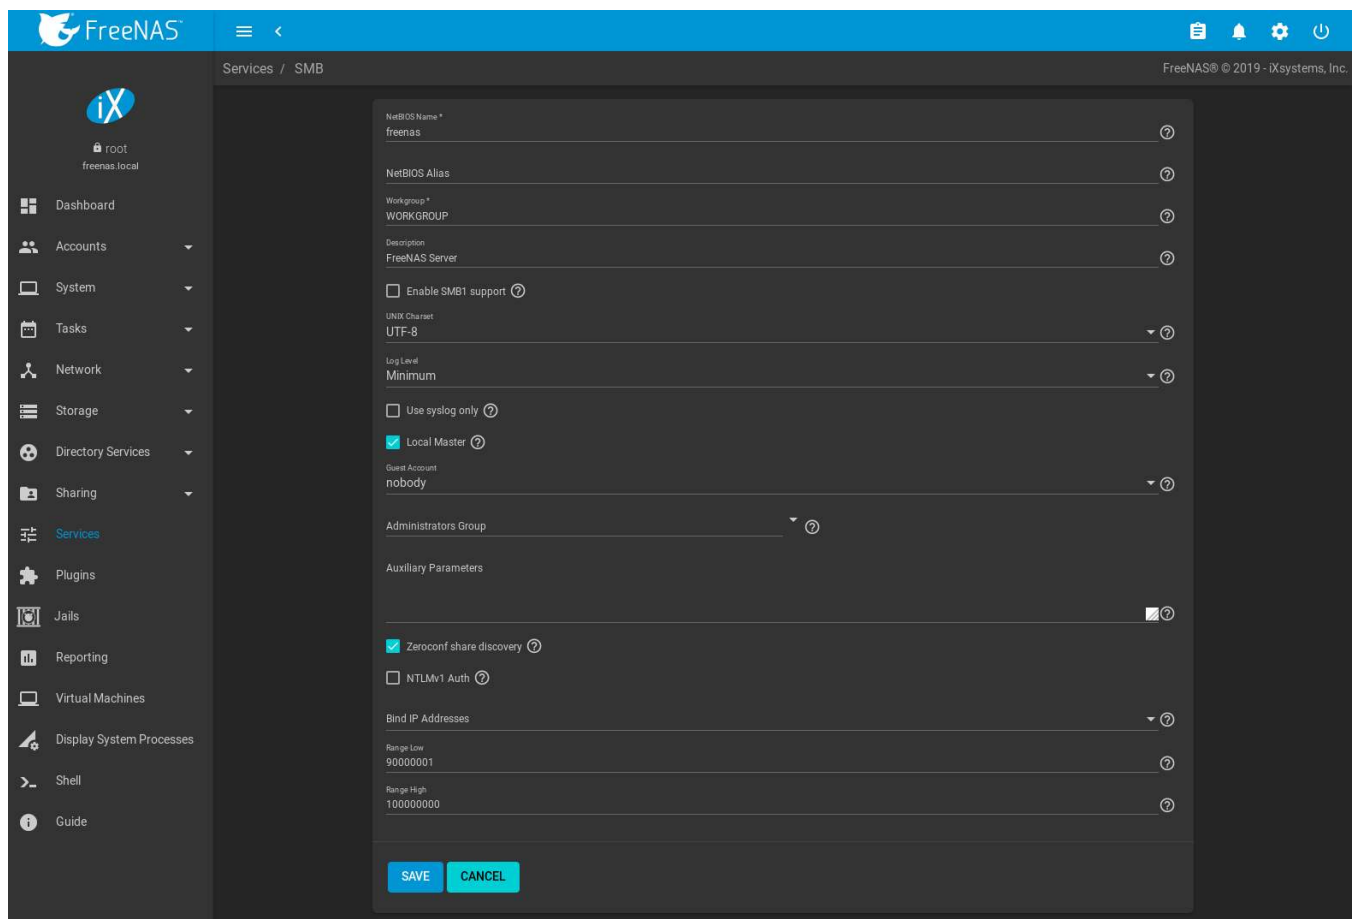 FreeNAS®
Services / SMB
FreeNAS® © 2019 - iXsystems, Inc.
iX
root
freenas.local
Dashboard
Accounts
System
Tasks
Network
Storage
Directory Services
Sharing
Services
Plugins
Jails
Reporting
Virtual Machines
Display System Processes
Shell
Guide
NetBIOS Name *
freenas
NetBIOS Alias
Workgroup *
WORKGROUP
Description
FreeNAS Server
Enable SMB1 support
UNIX Charset
UTF-8
Log Level
Minimum
Use syslog only
Local Master
Guest Account
nobody
Administrators Group
Auxiliary Parameters
Zeroconf share discovery
NTLMv1 Auth
Bind IP Addresses
Range Low
90000001
Range High
100000000
SAVE CANCEL